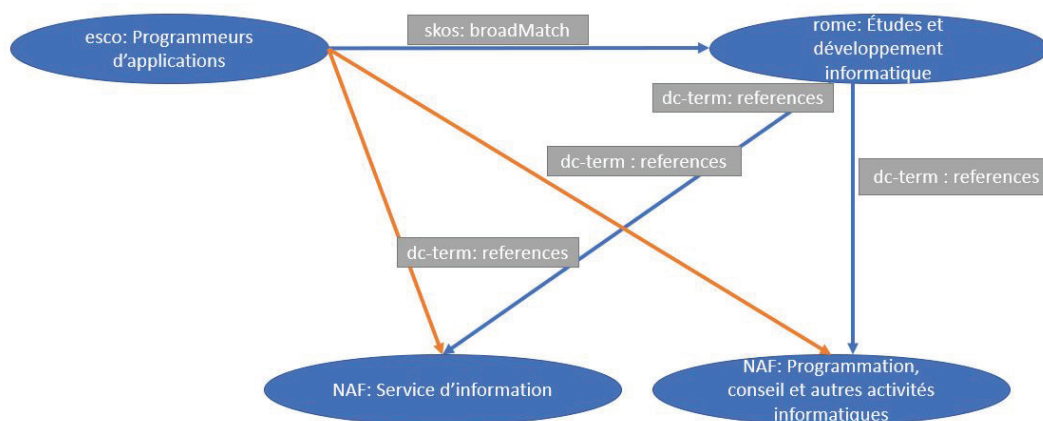 esco: Programmeurs
d’applications
skos: broadMatch
rome: Études et
développement
informatique
dc-term: references
dc-term : references
dc-term : references
dc-term: references
NAF: Service d’information
NAF: Programmation,
conseil et autres activités
informatiques